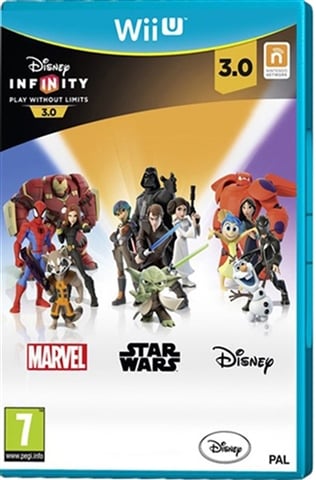 Wii U
Disney
INFINITY
PLAY WITHOUT LIMITS
3.0
3.0
n
NINTENDO
NETWORK
MARVEL
STAR
WARS
Disney
7
www.pegi.info
Disney
PAL